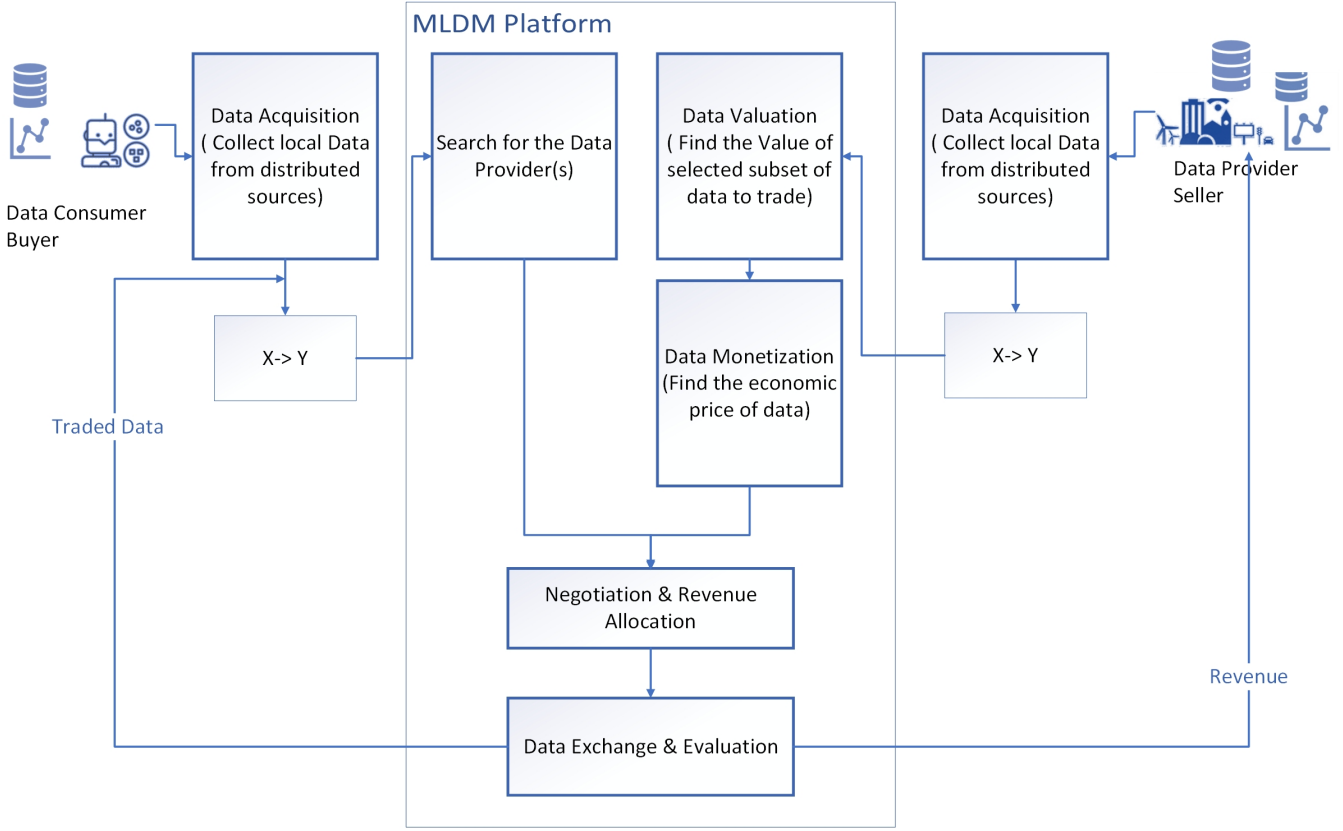 MLDM Platform
Data Acquisition
( Collect local Data
from distributed
sources)
Search for the Data
Provider(s)
Data Valuation
( Find the Value of
selected subset of
data to trade)
Data Acquisition
( Collect local Data
from distributed
sources)
Data Consumer
Buyer
Data Provider
Seller
X-> Y
Data Monetization
(Find the economic
price of data)
X-> Y
Traded Data
Negotiation & Revenue
Allocation
Revenue
Data Exchange & Evaluation